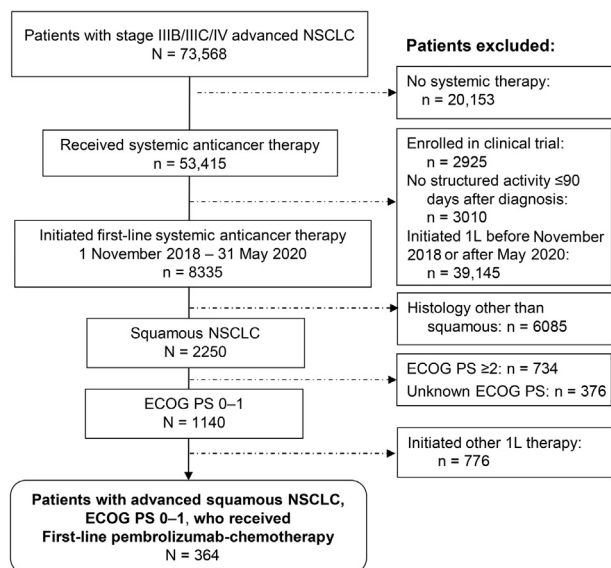 Patients with stage IIIB/IIIC/IV advanced NSCLC
N = 73,568
Patients excluded:
No systemic therapy:
n = 20,153
Received systemic anticancer therapy
n = 53,415
Enrolled in clinical trial:
n = 2925
No structured activity ≤90
days after diagnosis:
n = 3010
Initiated 1L before November
2018 or after May 2020:
n = 39,145
Initiated first-line systemic anticancer therapy
1 November 2018 – 31 May 2020
n = 8335
Histology other than
squamous: n = 6085
Squamous NSCLC
N = 2250
ECOG PS ≥2: n = 734
Unknown ECOG PS: n = 376
ECOG PS 0–1
N = 1140
Initiated other 1L therapy:
n = 776
Patients with advanced squamous NSCLC,
ECOG PS 0–1, who received
First-line pembrolizumab-chemotherapy
N = 364